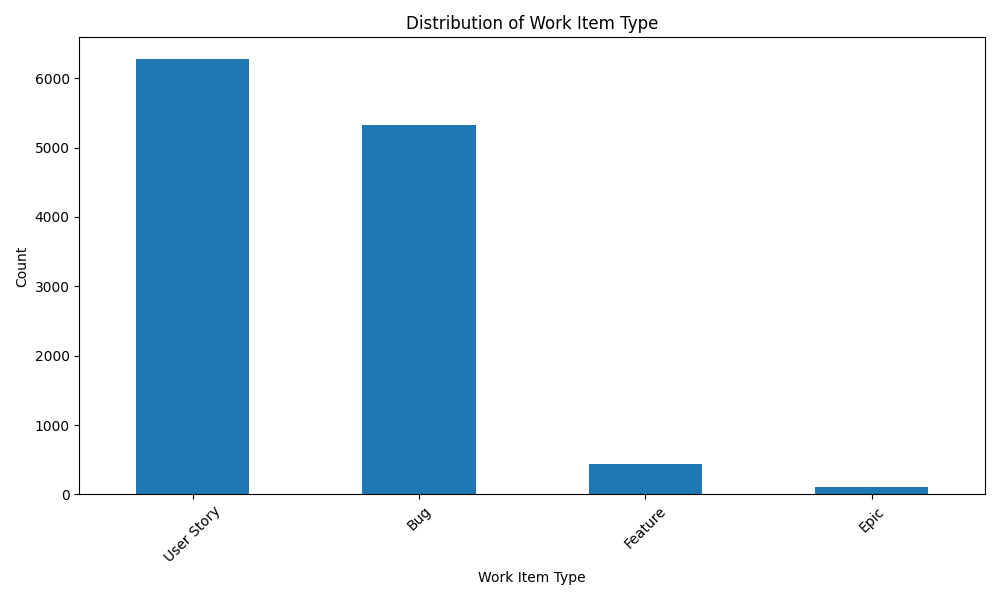 Distribution of Work Item Type
6000
5000
4000
3000
2000
1000
0
Count
User Story
Bug
Feature
Epic
Work Item Type